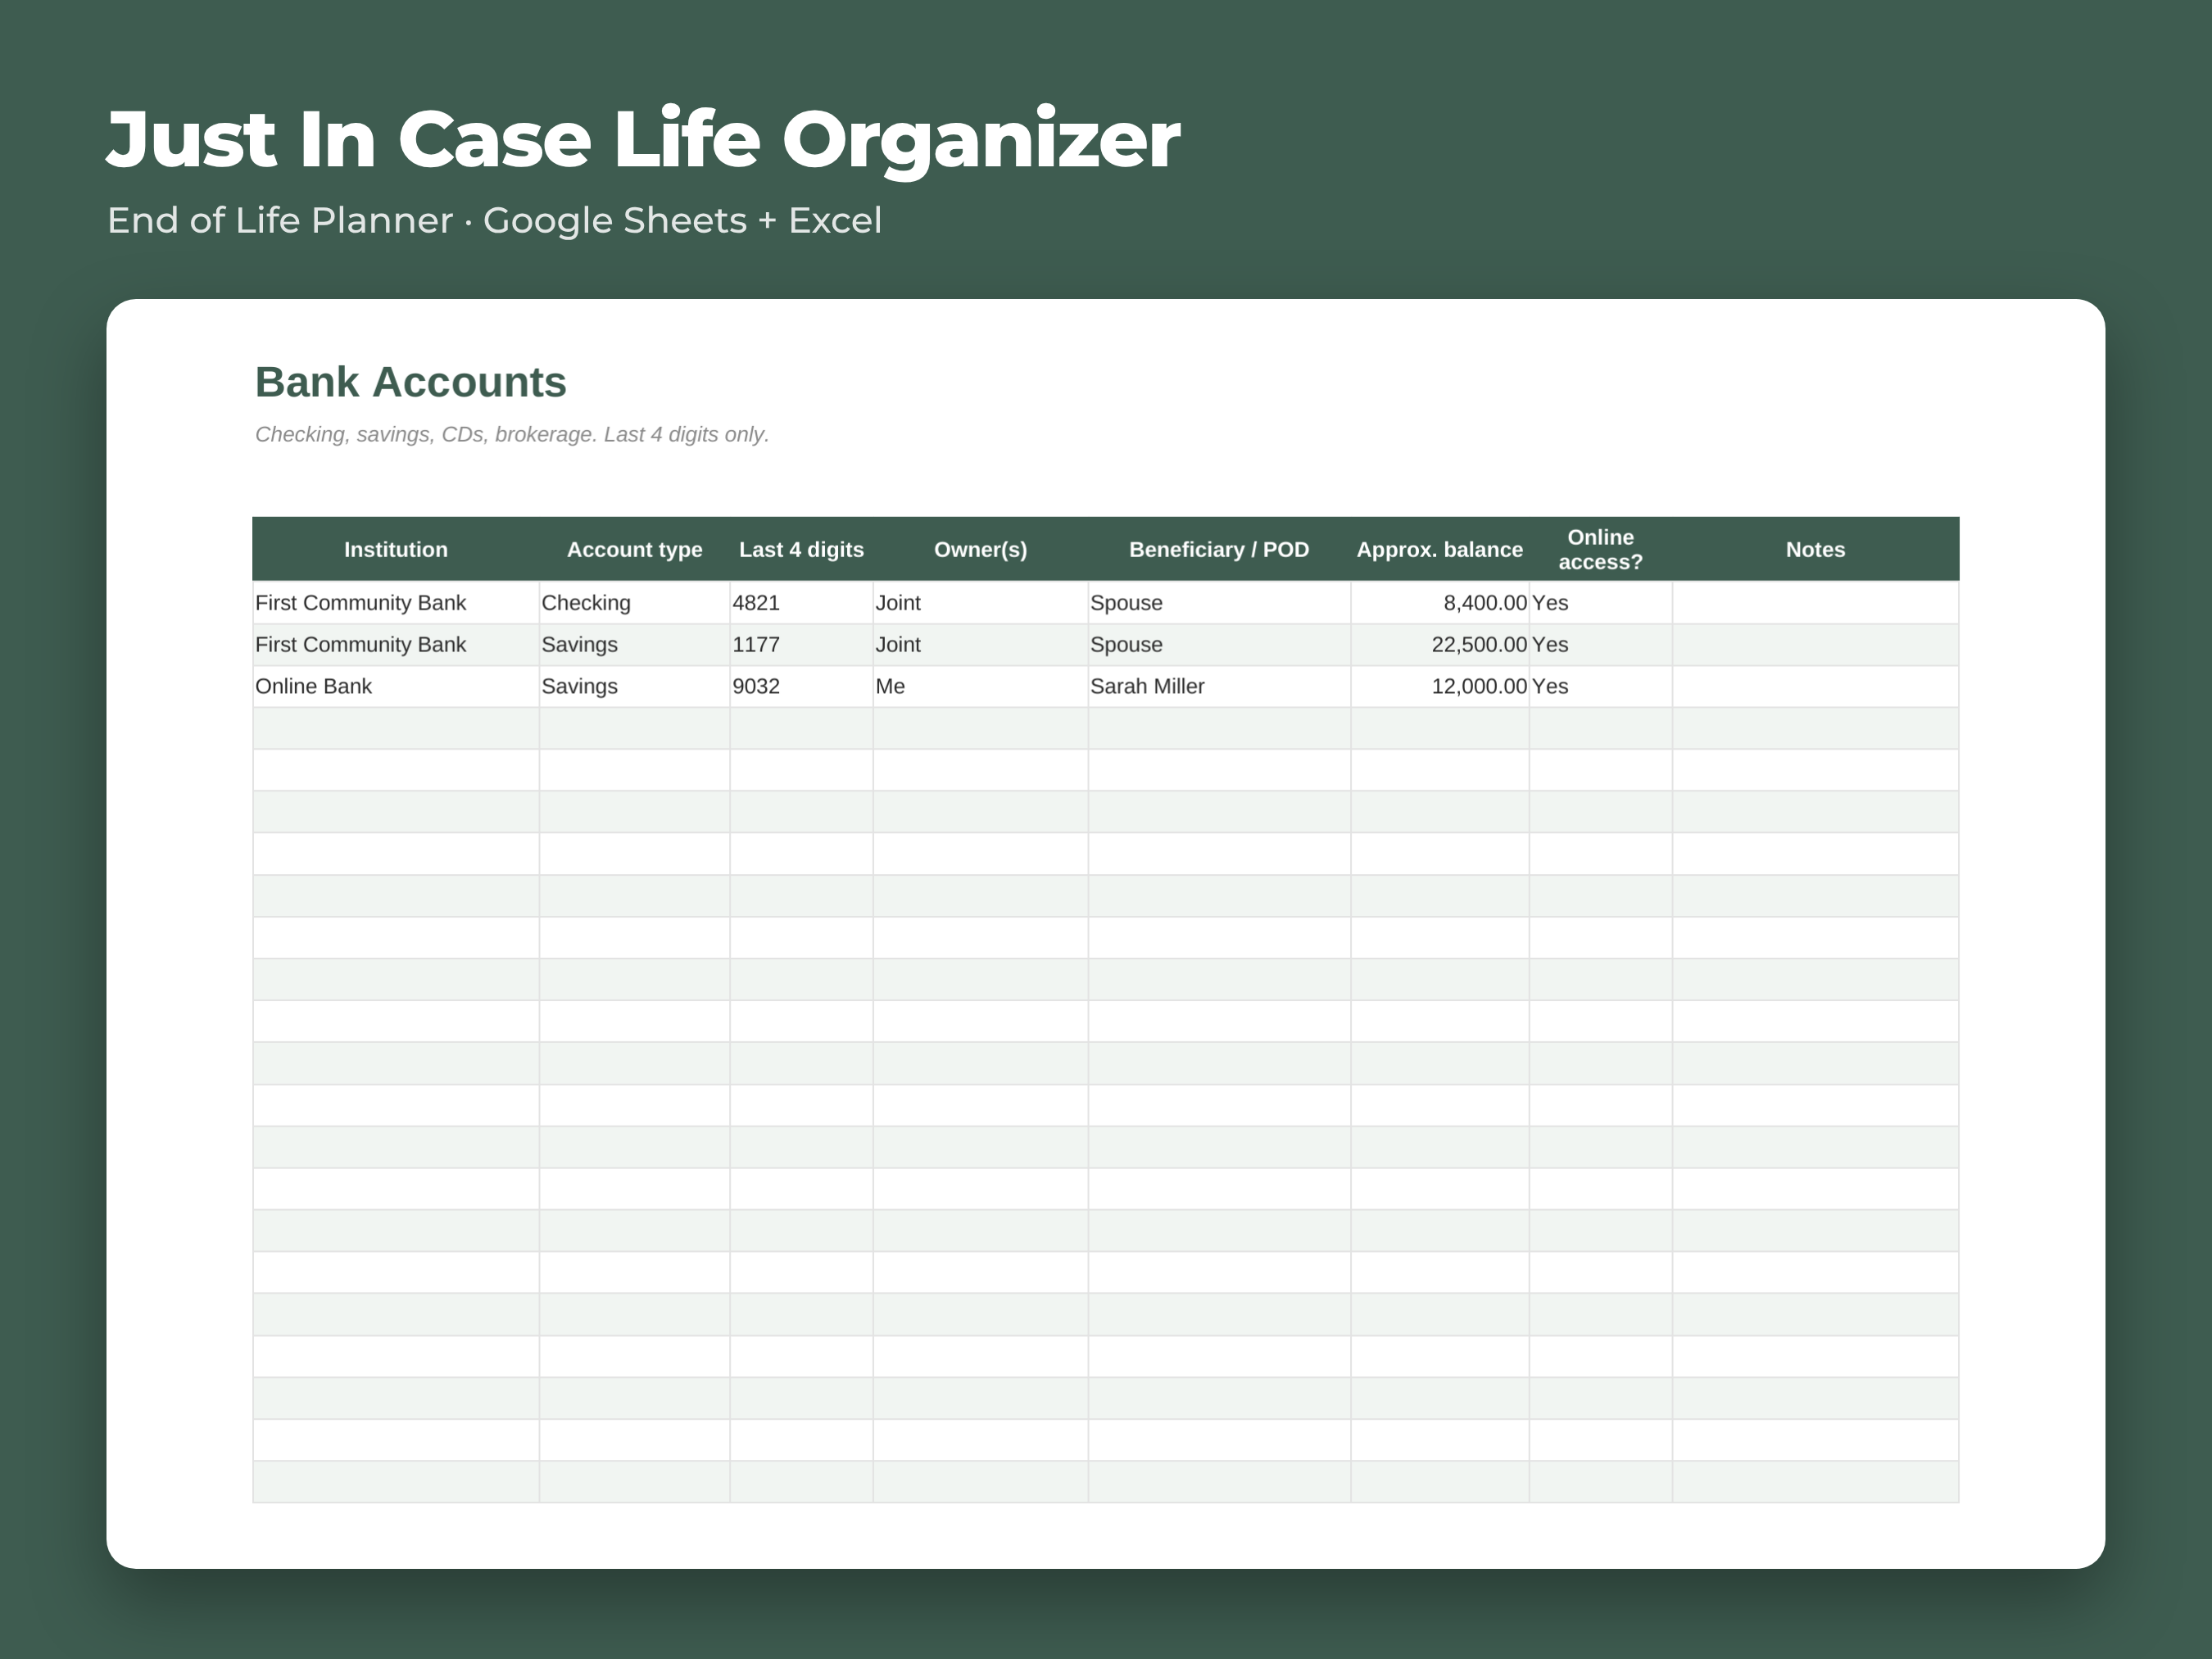 Just In Case Life Organizer
End of Life Planner · Google Sheets + Excel
Bank Accounts
Checking, savings, CDs, brokerage. Last 4 digits only.
Institution Account type Last 4 digits Owner(s) Beneficiary / POD Approx. balance Online access? Notes
First Community Bank Checking 4821 Joint Spouse 8,400.00 Yes
First Community Bank Savings 1177 Joint Spouse 22,500.00 Yes
Online Bank Savings 9032 Me Sarah Miller 12,000.00 Yes